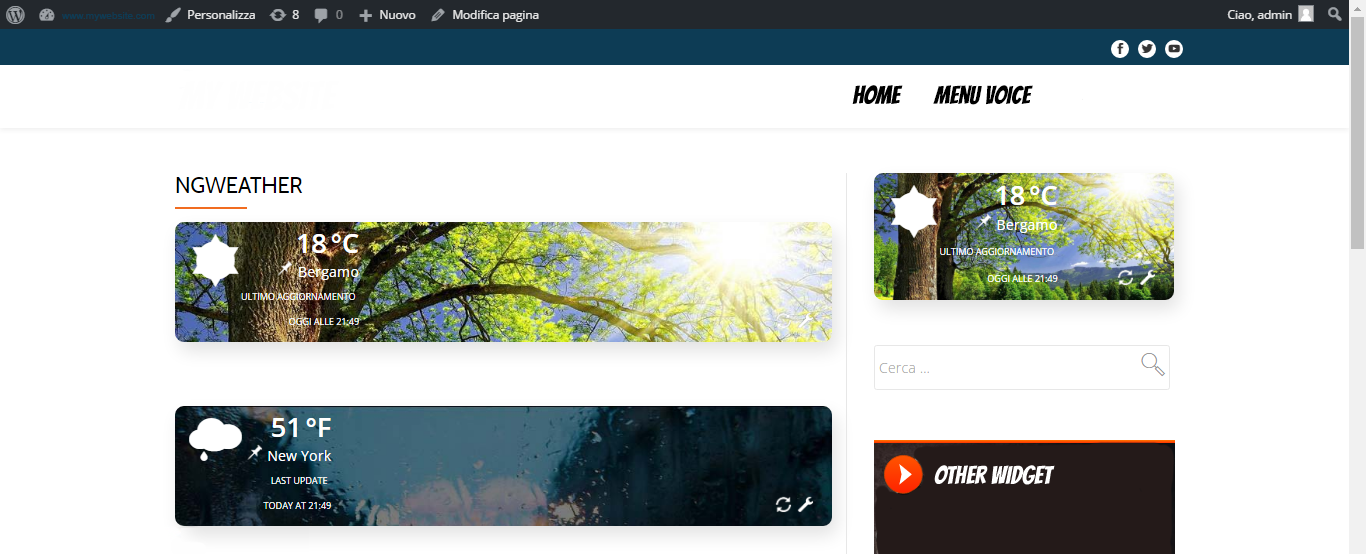 www.mywebsite.com Personalizza 8 0 Nuovo Modifica pagina Ciao, admin
HOME MENU VOICE
NGWEATHER
18 °C
Bergamo
ULTIMO AGGIORNAMENTO
OGGI ALLE 21:49
51 °F
New York
LAST UPDATE
TODAY AT 21:49
18 °C
Bergamo
ULTIMO AGGIORNAMENTO
OGGI ALLE 21:49
Cerca ...
OTHER WIDGET